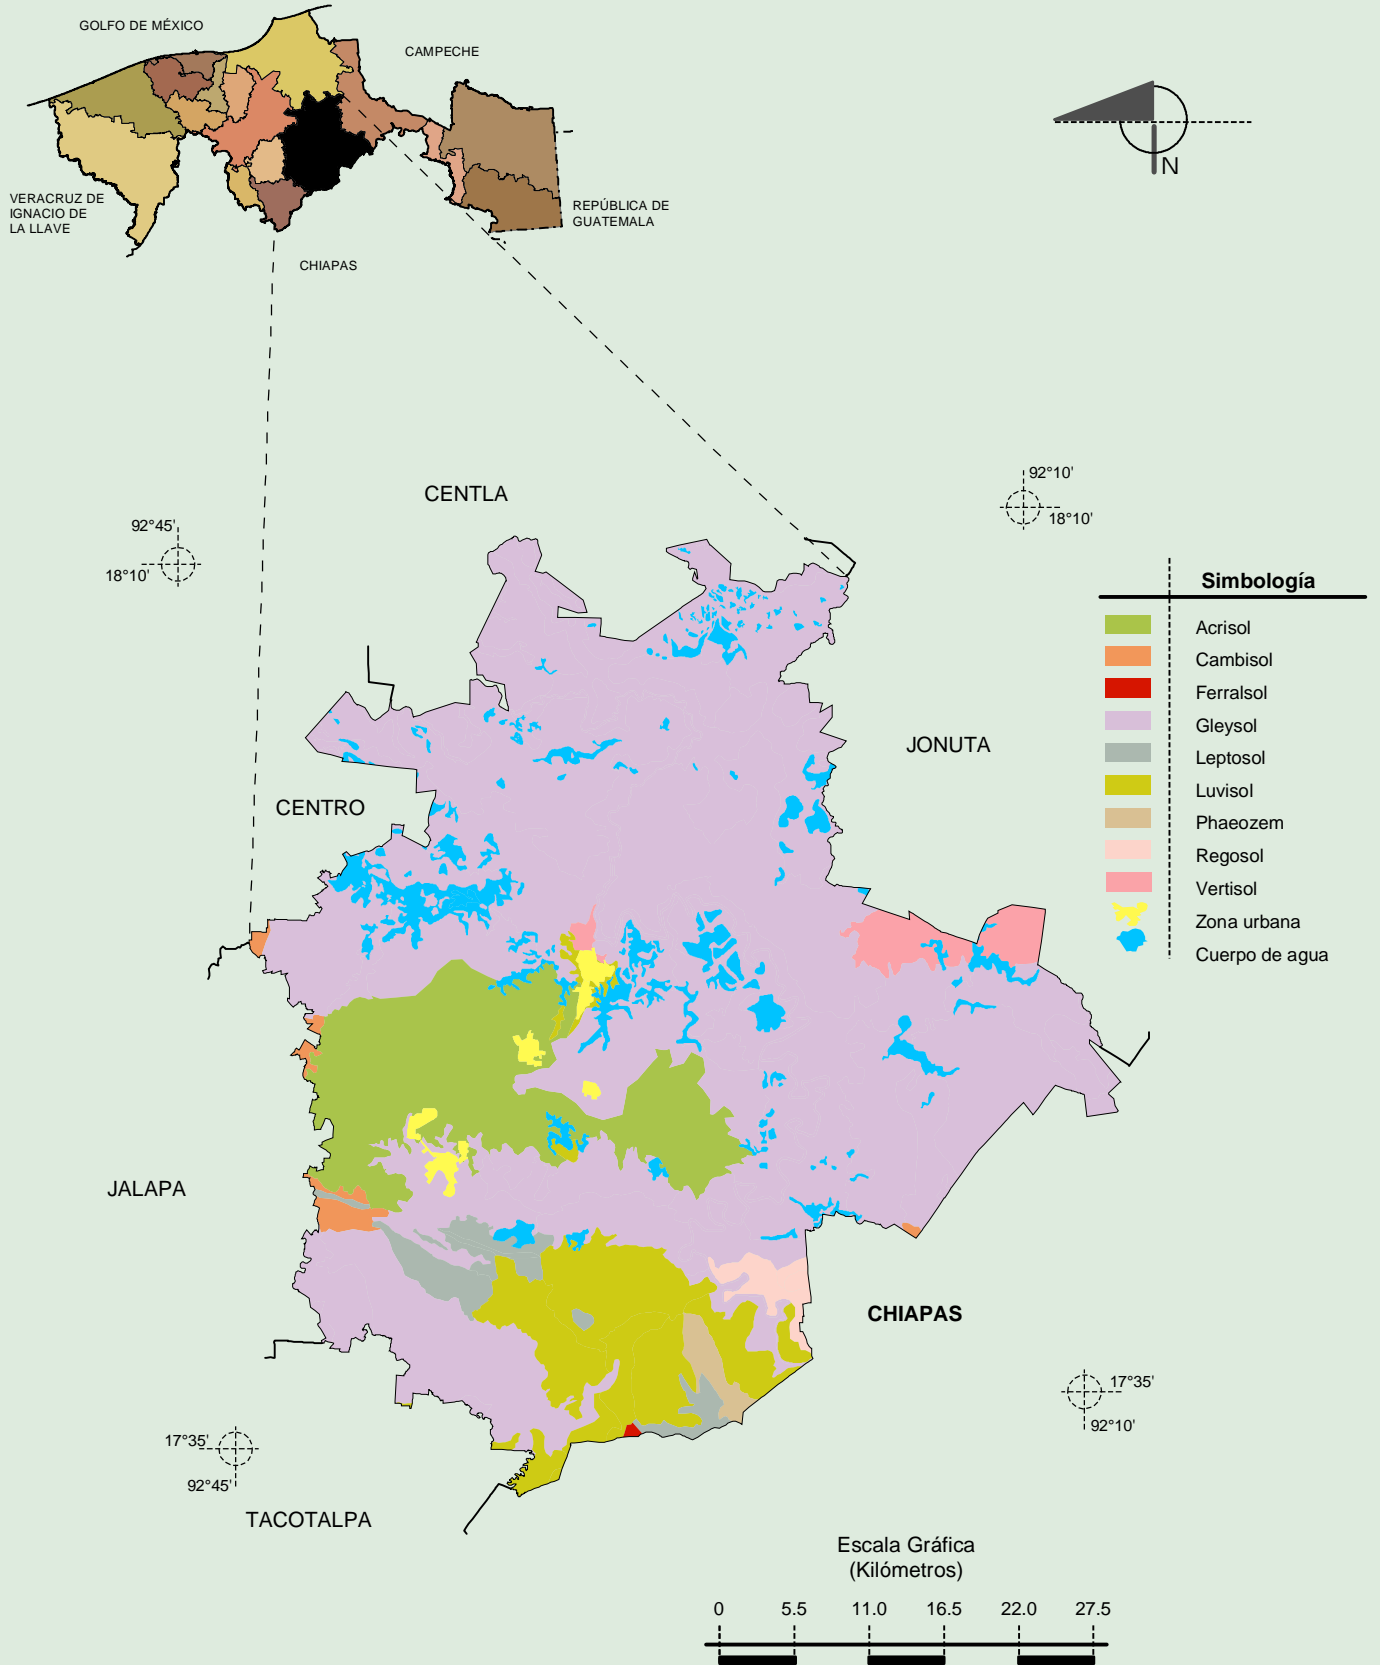 GOLFO DE MÉXICO
CAMPECHE
VERACRUZ DE
IGNACIO DE
LA LLAVE
REPÚBLICA DE
GUATEMALA
CHIAPAS
N
CENTLA
92°10'
18°10'
92°45'
18°10'
Simbología
Acrisol
Cambisol
Ferralsol
Gleysol
Leptosol
Luvisol
Phaeozem
Regosol
Vertisol
Zona urbana
Cuerpo de agua
JONUTA
CENTRO
JALAPA
CHIAPAS
17°35'
92°10'
17°35'
92°45'
TACOTALPA
Escala Gráfica
(Kilómetros)
0 5.5 11.0 16.5 22.0 27.5